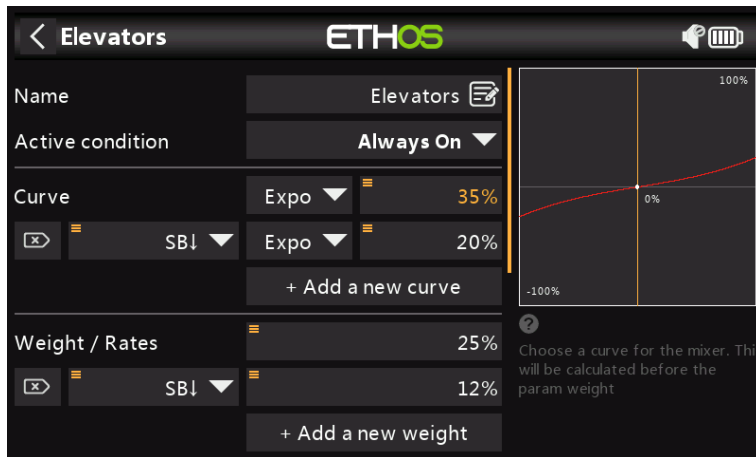 Elevators
ETHOS
Name
Elevators
Active condition
Always On
Curve
Expo
35%
SB↓
Expo
20%
+ Add a new curve
Weight / Rates
25%
SB↓
12%
+ Add a new weight
100%
0%
-100%
?
Choose a curve for the mixer. Thi
will be calculated before the
param weight